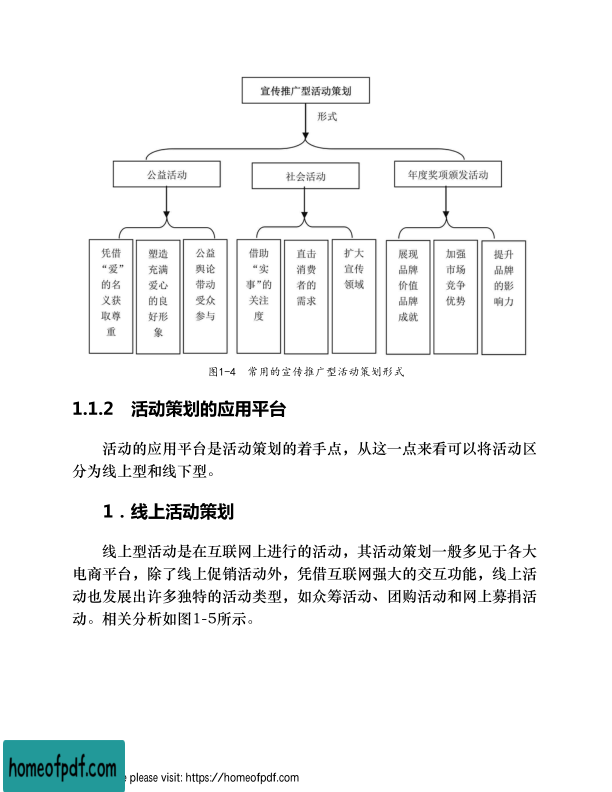 宣传推广型活动策划
形式
公益活动
社会活动
年度奖项颁发活动
凭借
“爱”
的名
义获
取尊
重
塑造
充满
爱心
的良
好形
象
公益
舆论
带动
受众
参与
借助
“实
事”的
关注
度
直击
消费
者的
需求
扩大
宣传
领域
展现
品牌
价值
品牌
成就
加强
市场
竞争
优势
提升
品牌
的影
响力
图1-4 常用的宣传推广型活动策划形式
1.1.2 活动策划的应用平台
活动的应用平台是活动策划的着手点，从这一点来看可以将活动区
分为线上型和线下型。
1．线上活动策划
线上型活动是在互联网上进行的活动，其活动策划一般多见于各大
电商平台，除了线上促销活动外，凭借互联网强大的交互功能，线上活
动也发展出许多独特的活动类型，如众筹活动、团购活动和网上募捐活
动。相关分析如图1-5所示。
homeofpdf.com
please visit: https://homeofpdf.com